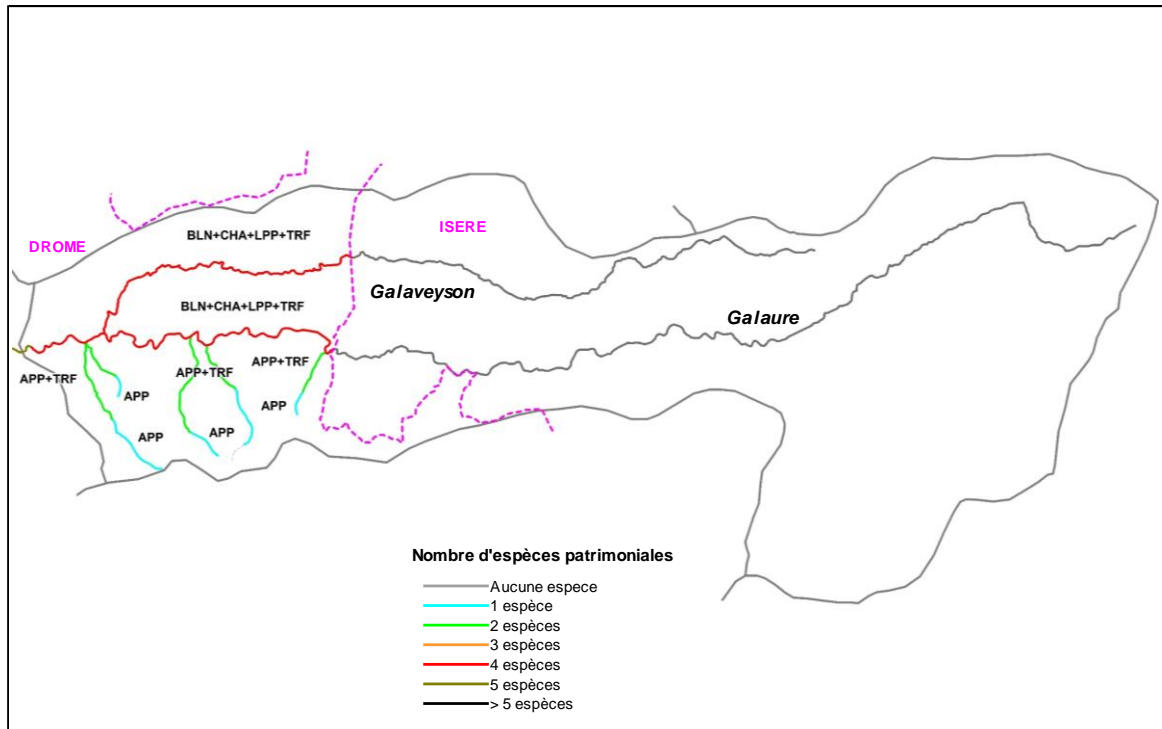 BLN+CHA+LPP+TRF
ISERE
DROME
Galaveyson
BLN+CHA+LPP+TRF
Galaure
APP+TRF
APP+TRF
APP+TRF
APP
APP
APP
APP
Nombre d'espèces patrimoniales
Aucune espece
1 espèce
2 espèces
3 espèces
4 espèces
5 espèces
> 5 espèces